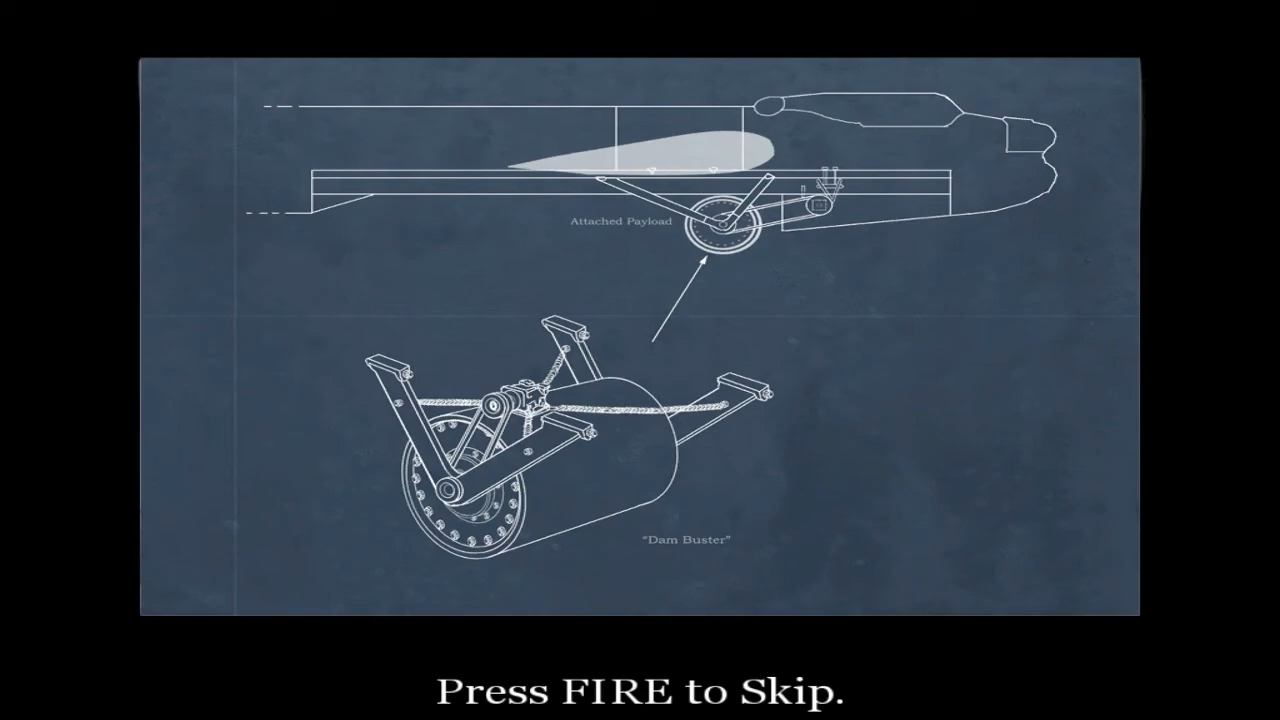 Attached Payload
"Dam Buster"
Press FIRE to Skip.